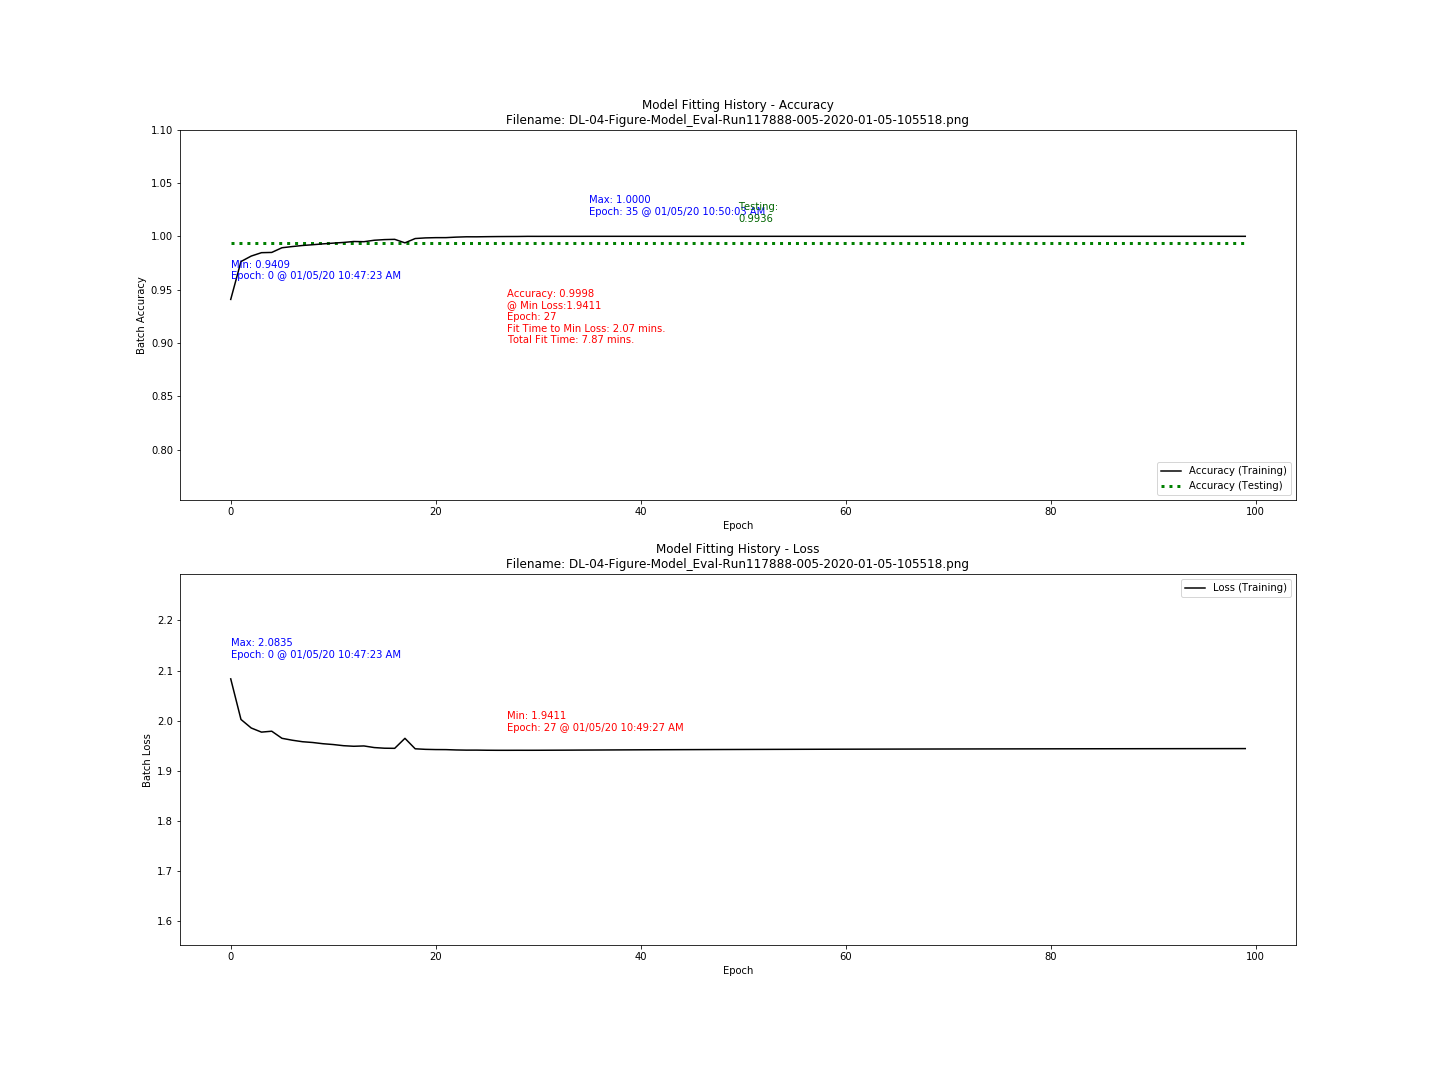 Model Fitting History - Accuracy
Filename: DL-04-Figure-Model_Eval-Run117888-005-2020-01-05-105518.png
1.10
1.05
1.00
0.95
0.90
0.85
0.80
Batch Accuracy
Max: 1.0000
Epoch: 35 @ 01/05/20 10:50:03 AM
Testing:
0.9936
Min: 0.9409
Epoch: 0 @ 01/05/20 10:47:23 AM
Accuracy: 0.9998
@ Min Loss:1.9411
Epoch: 27
Fit Time to Min Loss: 2.07 mins.
Total Fit Time: 7.87 mins.
Accuracy (Training)
Accuracy (Testing)
0 20 40 60 80 100
Epoch
Model Fitting History - Loss
Filename: DL-04-Figure-Model_Eval-Run117888-005-2020-01-05-105518.png
Loss (Training)
2.2
2.1
2.0
1.9
1.8
1.7
1.6
Batch Loss
Max: 2.0835
Epoch: 0 @ 01/05/20 10:47:23 AM
Min: 1.9411
Epoch: 27 @ 01/05/20 10:49:27 AM
0 20 40 60 80 100
Epoch